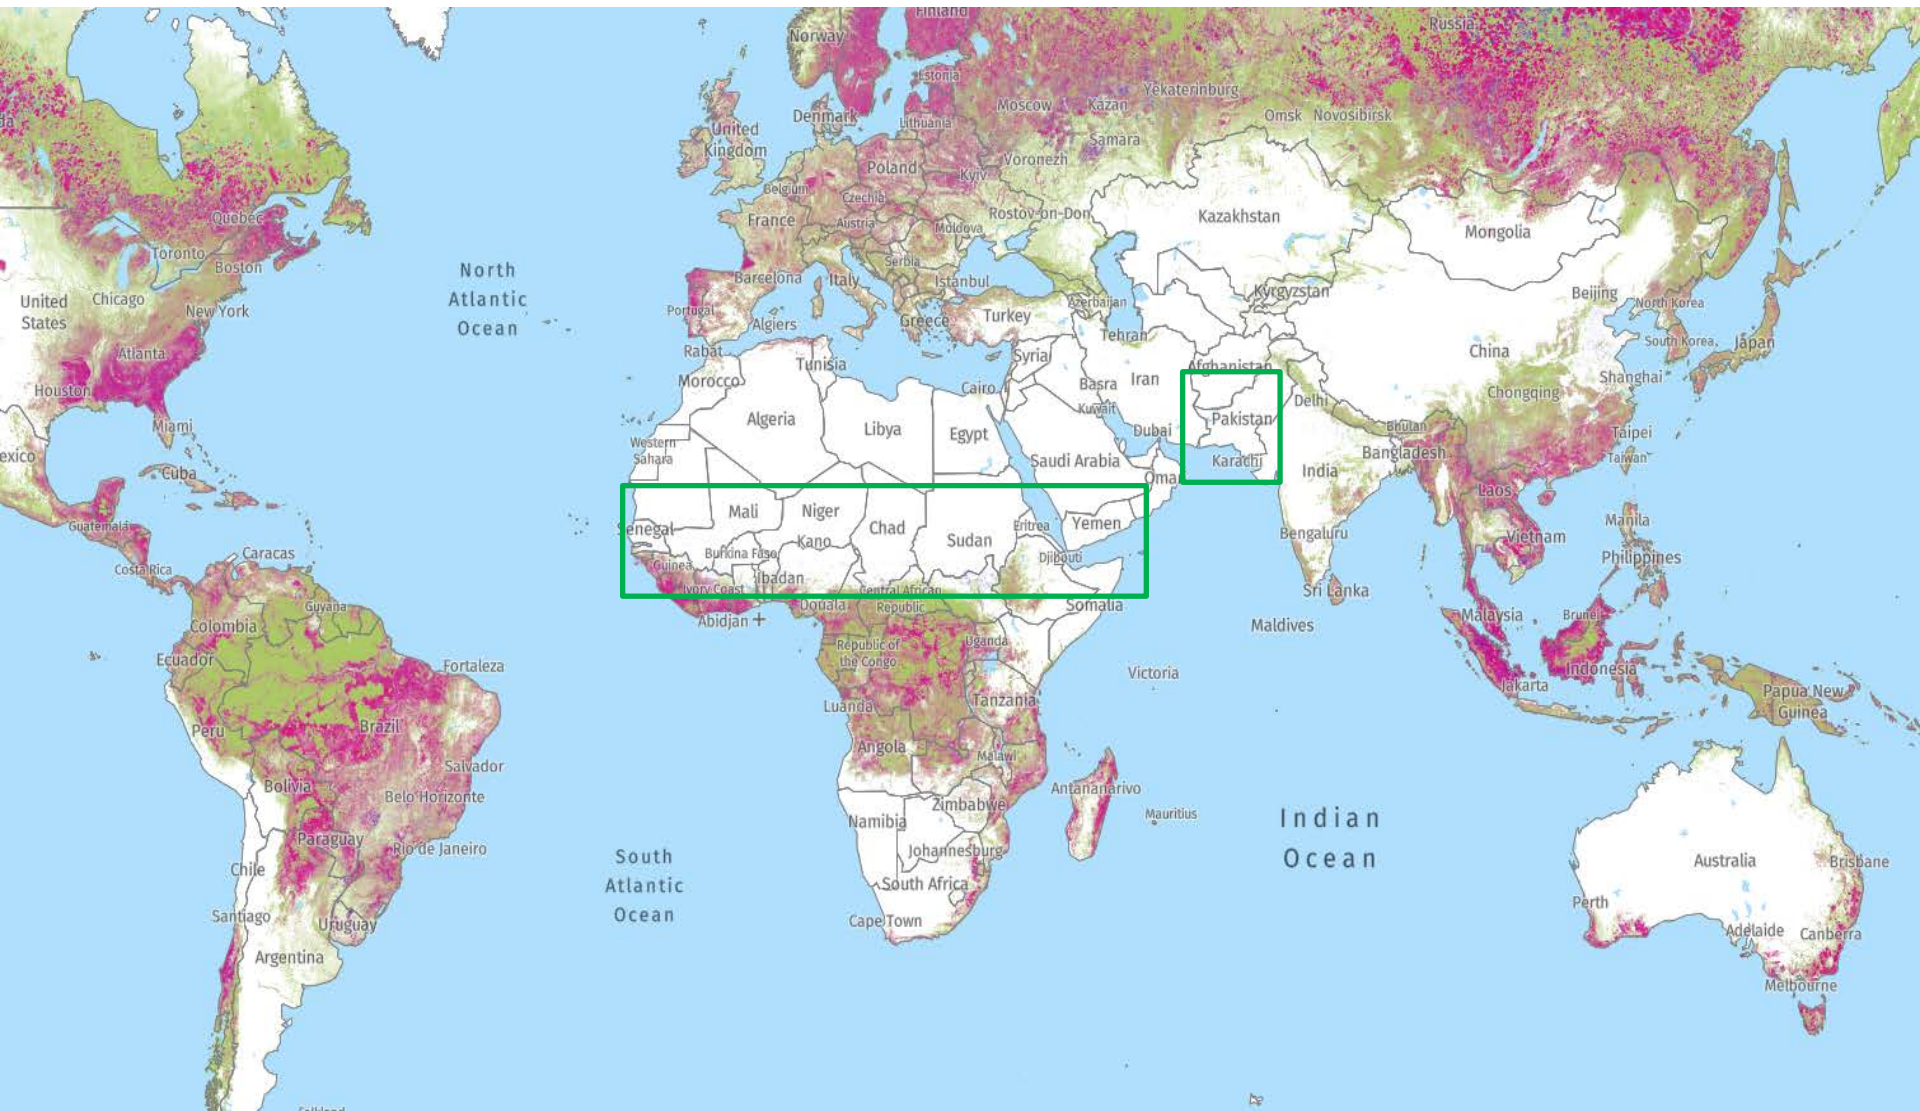 Finland
Russia
Norway
Estonia
Yekaterinburg
Moscow
Kazan
da
Denmark
Omsk
Novosibirsk
United
Kingdom
Lithuania
Samara
Voronezh
Poland
Kyiv
Belgium
Czechia
Quebec
France
Austria
Rostov-on-Don
Moldova
Kazakhstan
Mongolia
Toronto
Boston
Serbia
North
Atlantic
Ocean
Barcelona
Italy
Istanbul
United
States
Chicago
New York
Portugal
Algiers
Greece
Turkey
Azerbaijan
Kyrgyzstan
Beijing
North Korea
Tehran
South Korea
Japan
Atlanta
Rabat
Tunisia
Syria
Afghanistan
China
Houston
Morocco
Cairo
Basra
Iran
Shanghai
Chongqing
Delhi
Kuwait
Miami
Algeria
Libya
Egypt
Dubai
Pakistan
Bhutan
Taipei
Western
Sahara
exico
Cuba
Saudi Arabia
Karachi
India
Bangladesh
Taiwan
Oma
Laos
Guatemala
Senegal
Mali
Niger
Chad
Sudan
Eritrea
Yemen
Manila
Kano
Bengaluru
Vietnam
Caracas
Burkina Faso
Djibouti
Philippines
Costa Rica
Guinea
Ibadan
Ivory Coast
Central African
Republic
Sri Lanka
Guyana
Douala
Somalia
Colombia
Abidjan
Maldives
Malaysia
Brunei
Ecuador
Fortaleza
Republic of
the Congo
Uganda
Victoria
Indonesia
Jakarta
Papua New
Guinea
Peru
Brazil
Luanda
Tanzania
Angola
Malawi
Salvador
Bolivia
Belo Horizonte
Antananarivo
Mauritius
Zimbabwe
Namibia
Indian
Ocean
Paraguay
Rio de Janeiro
Johannesburg
Chile
South
Atlantic
Ocean
South Africa
Australia
Brisbane
Santiago
Uruguay
Cape Town
Perth
Adelaide
Canberra
Argentina
Melbourne